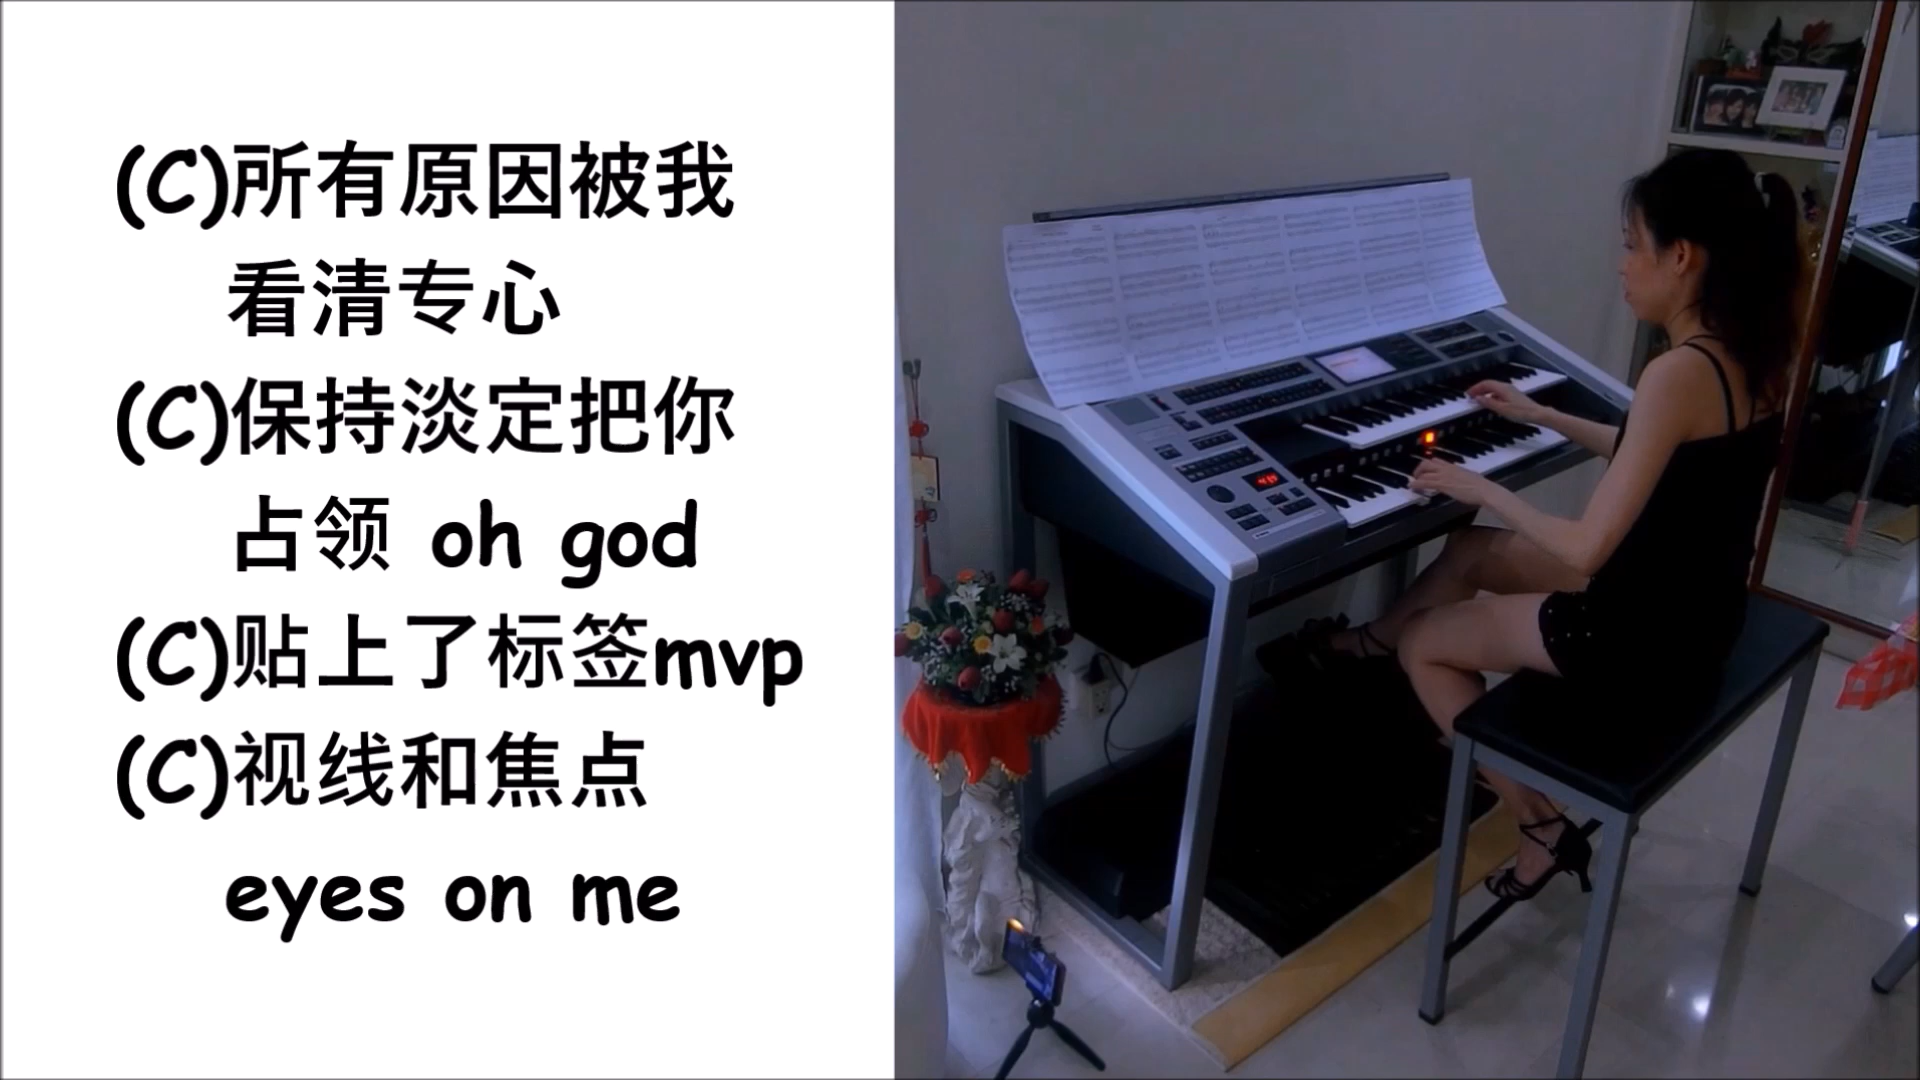 (C)所有原因被我
看清专心
(C)保持淡定把你
占领 oh god
(C)贴上了标签mvp
(C)视线和焦点
eyes on me